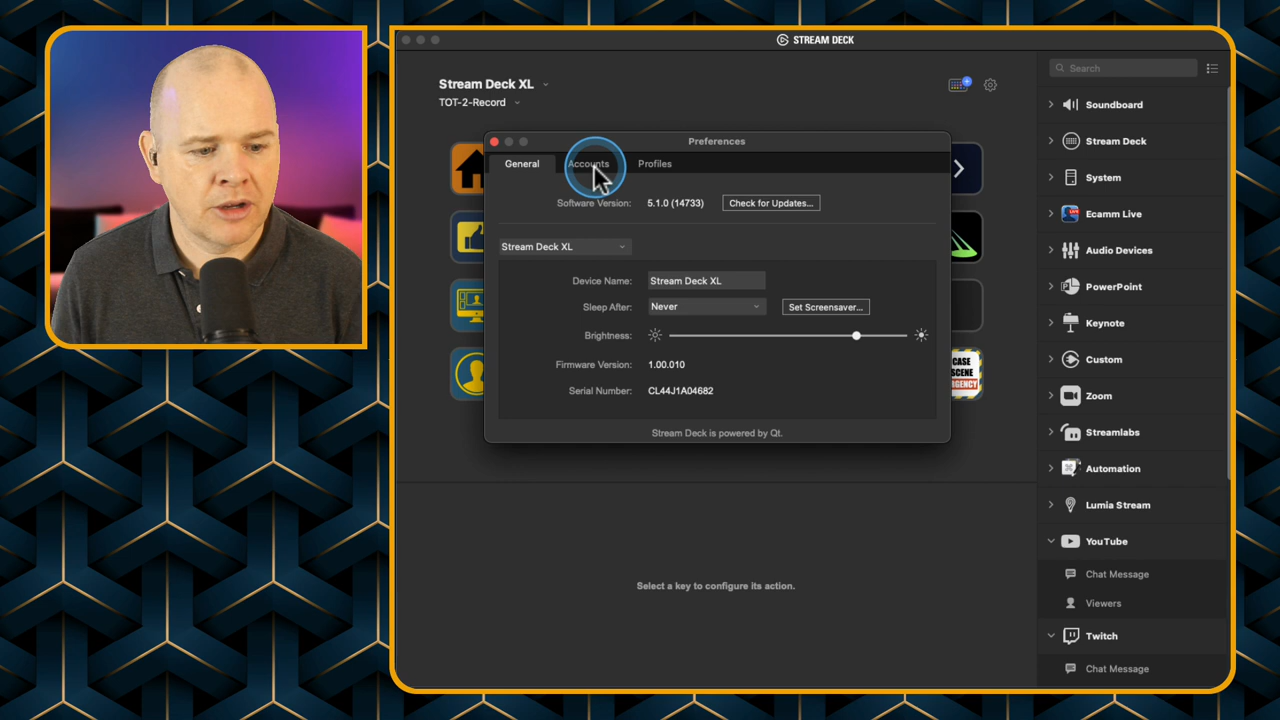 STREAM DECK
Stream Deck XL
TOT-2-Record
Search
Preferences
General
Accounts
Profiles
Software Version:
5.1.0 (14733)
Check for Updates...
Stream Deck XL
Device Name:
Stream Deck XL
Sleep After:
Never
Set Screensaver...
Brightness:
Firmware Version:
1.00.010
Serial Number:
CL44J1A04682
Stream Deck is powered by Qt.
CASE
SCENE
RGENCY
Select a key to configure its action.
Soundboard
Stream Deck
System
Ecamm Live
Audio Devices
PowerPoint
Keynote
Custom
Zoom
Streamlabs
Automation
Lumia Stream
YouTube
Chat Message
Viewers
Twitch
Chat Message